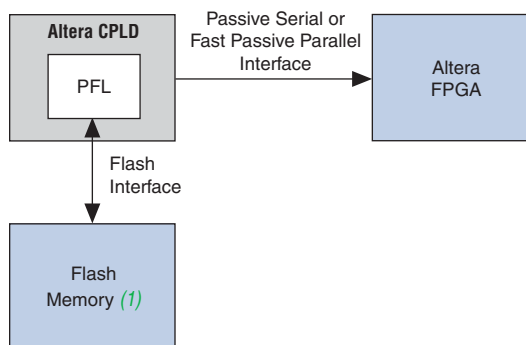 Altera CPLD
PFL
Passive Serial or
Fast Passive Parallel
Interface
Altera
FPGA
Flash
Interface
Flash
Memory (1)